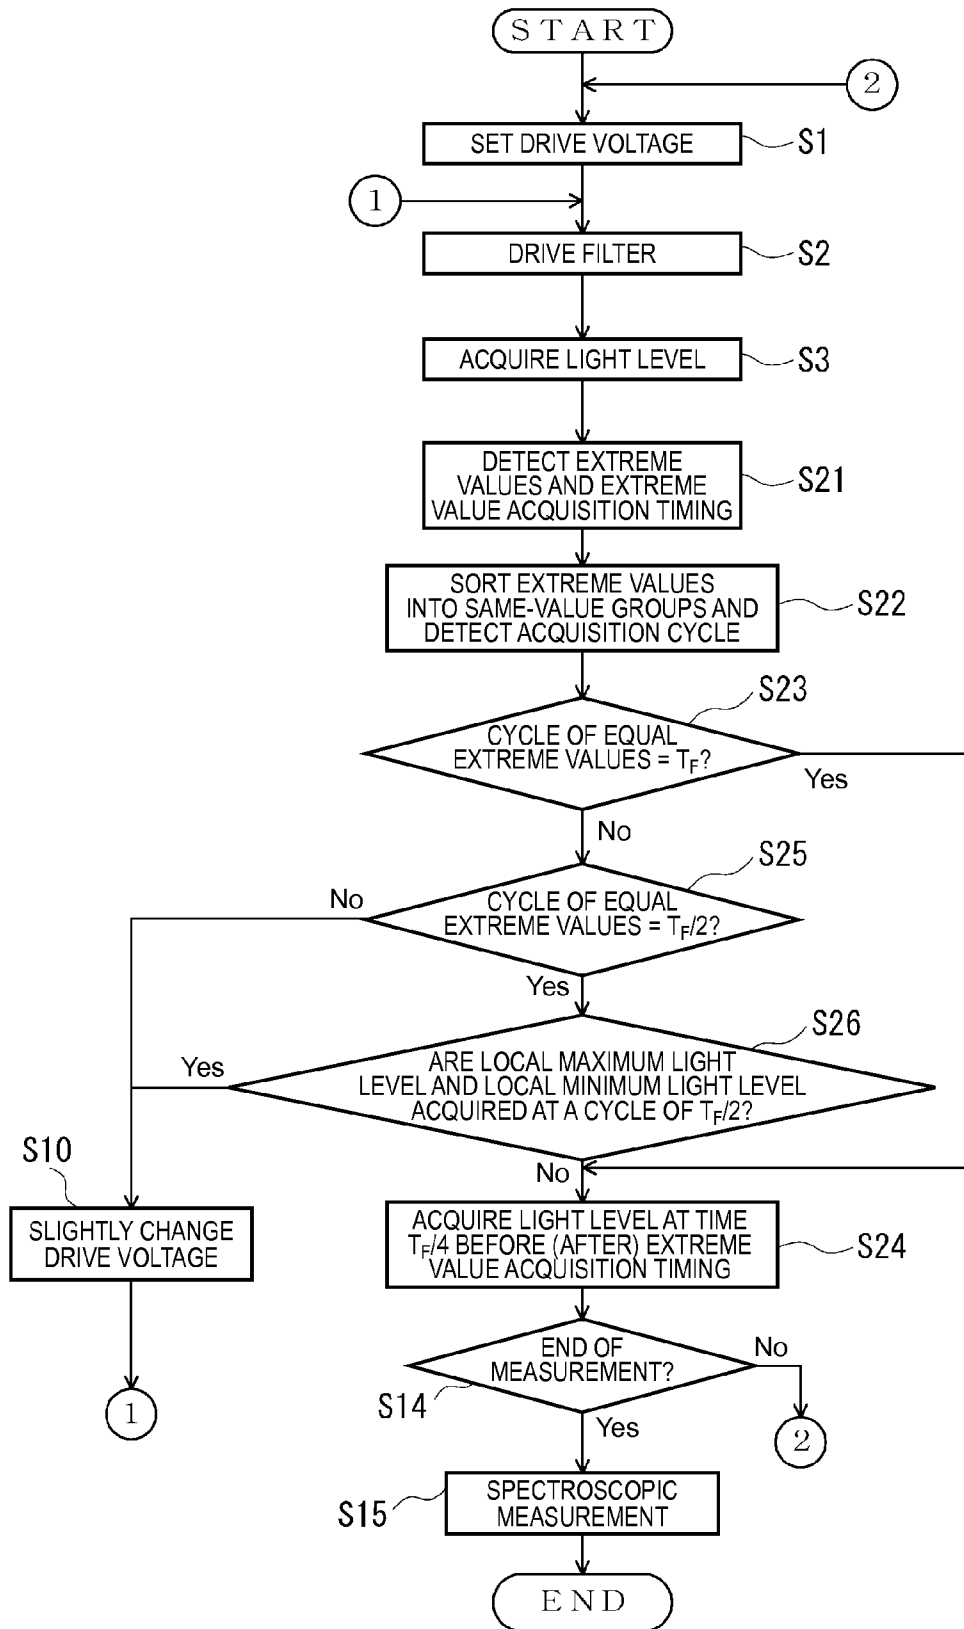 START
2
SET DRIVE VOLTAGE
S1
1
DRIVE FILTER
S2
ACQUIRE LIGHT LEVEL
S3
DETECT EXTREME
VALUES AND EXTREME
VALUE ACQUISITION TIMING
S21
SORT EXTREME VALUES
INTO SAME-VALUE GROUPS AND
DETECT ACQUISITION CYCLE
S22
S23
CYCLE OF EQUAL
EXTREME VALUES = TF?
Yes
No
S25
No
CYCLE OF EQUAL
EXTREME VALUES = TF/2?
Yes
S26
Yes
ARE LOCAL MAXIMUM LIGHT
LEVEL AND LOCAL MINIMUM LIGHT LEVEL
ACQUIRED AT A CYCLE OF TF/2?
No
S10
SLIGHTLY CHANGE
DRIVE VOLTAGE
1
ACQUIRE LIGHT LEVEL AT TIME
TF/4 BEFORE (AFTER) EXTREME
VALUE ACQUISITION TIMING
S24
END OF
MEASUREMENT?
No
S14
Yes
2
SPECTROSCOPIC
MEASUREMENT
S15
END